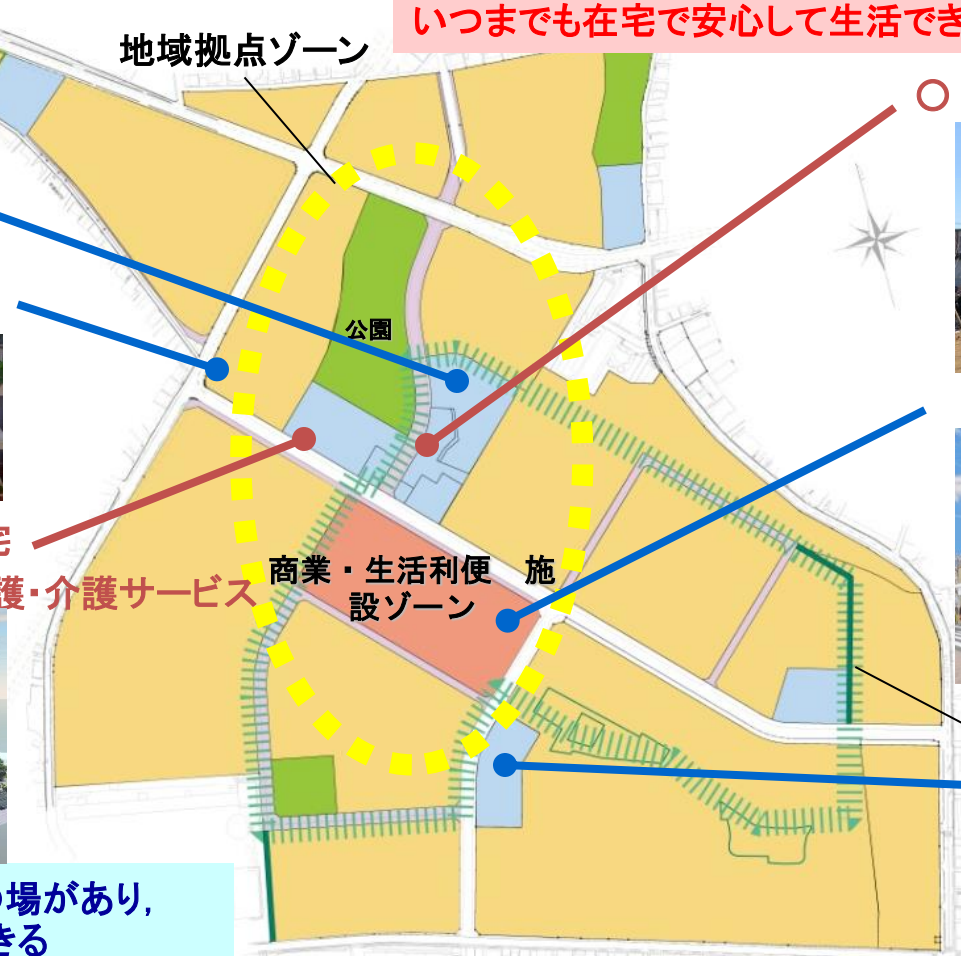 いつまでも在宅で安心して生活でき
地域拠点ゾーン
○
公園
宅
護・介護サービス
商業・生活利便　施
設ゾーン
の場があり,
きる